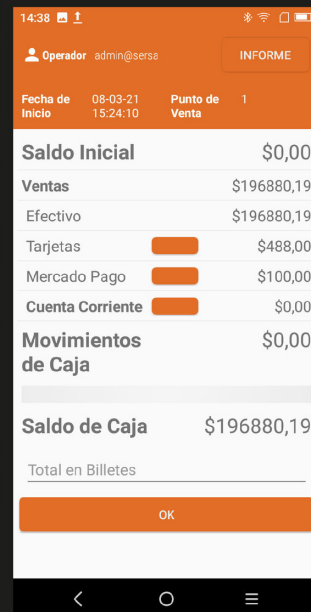 14:38
Operador admin@sersa
INFORME
Fecha de Inicio 08-03-21 15:24:10 Punto de Venta 1
Saldo Inicial $0,00
Ventas $196880,19
Efectivo $196880,19
Tarjetas $488,00
Mercado Pago $100,00
Cuenta Corriente $0,00
Movimientos $0,00
de Caja
Saldo de Caja $196880,19
Total en Billetes
OK